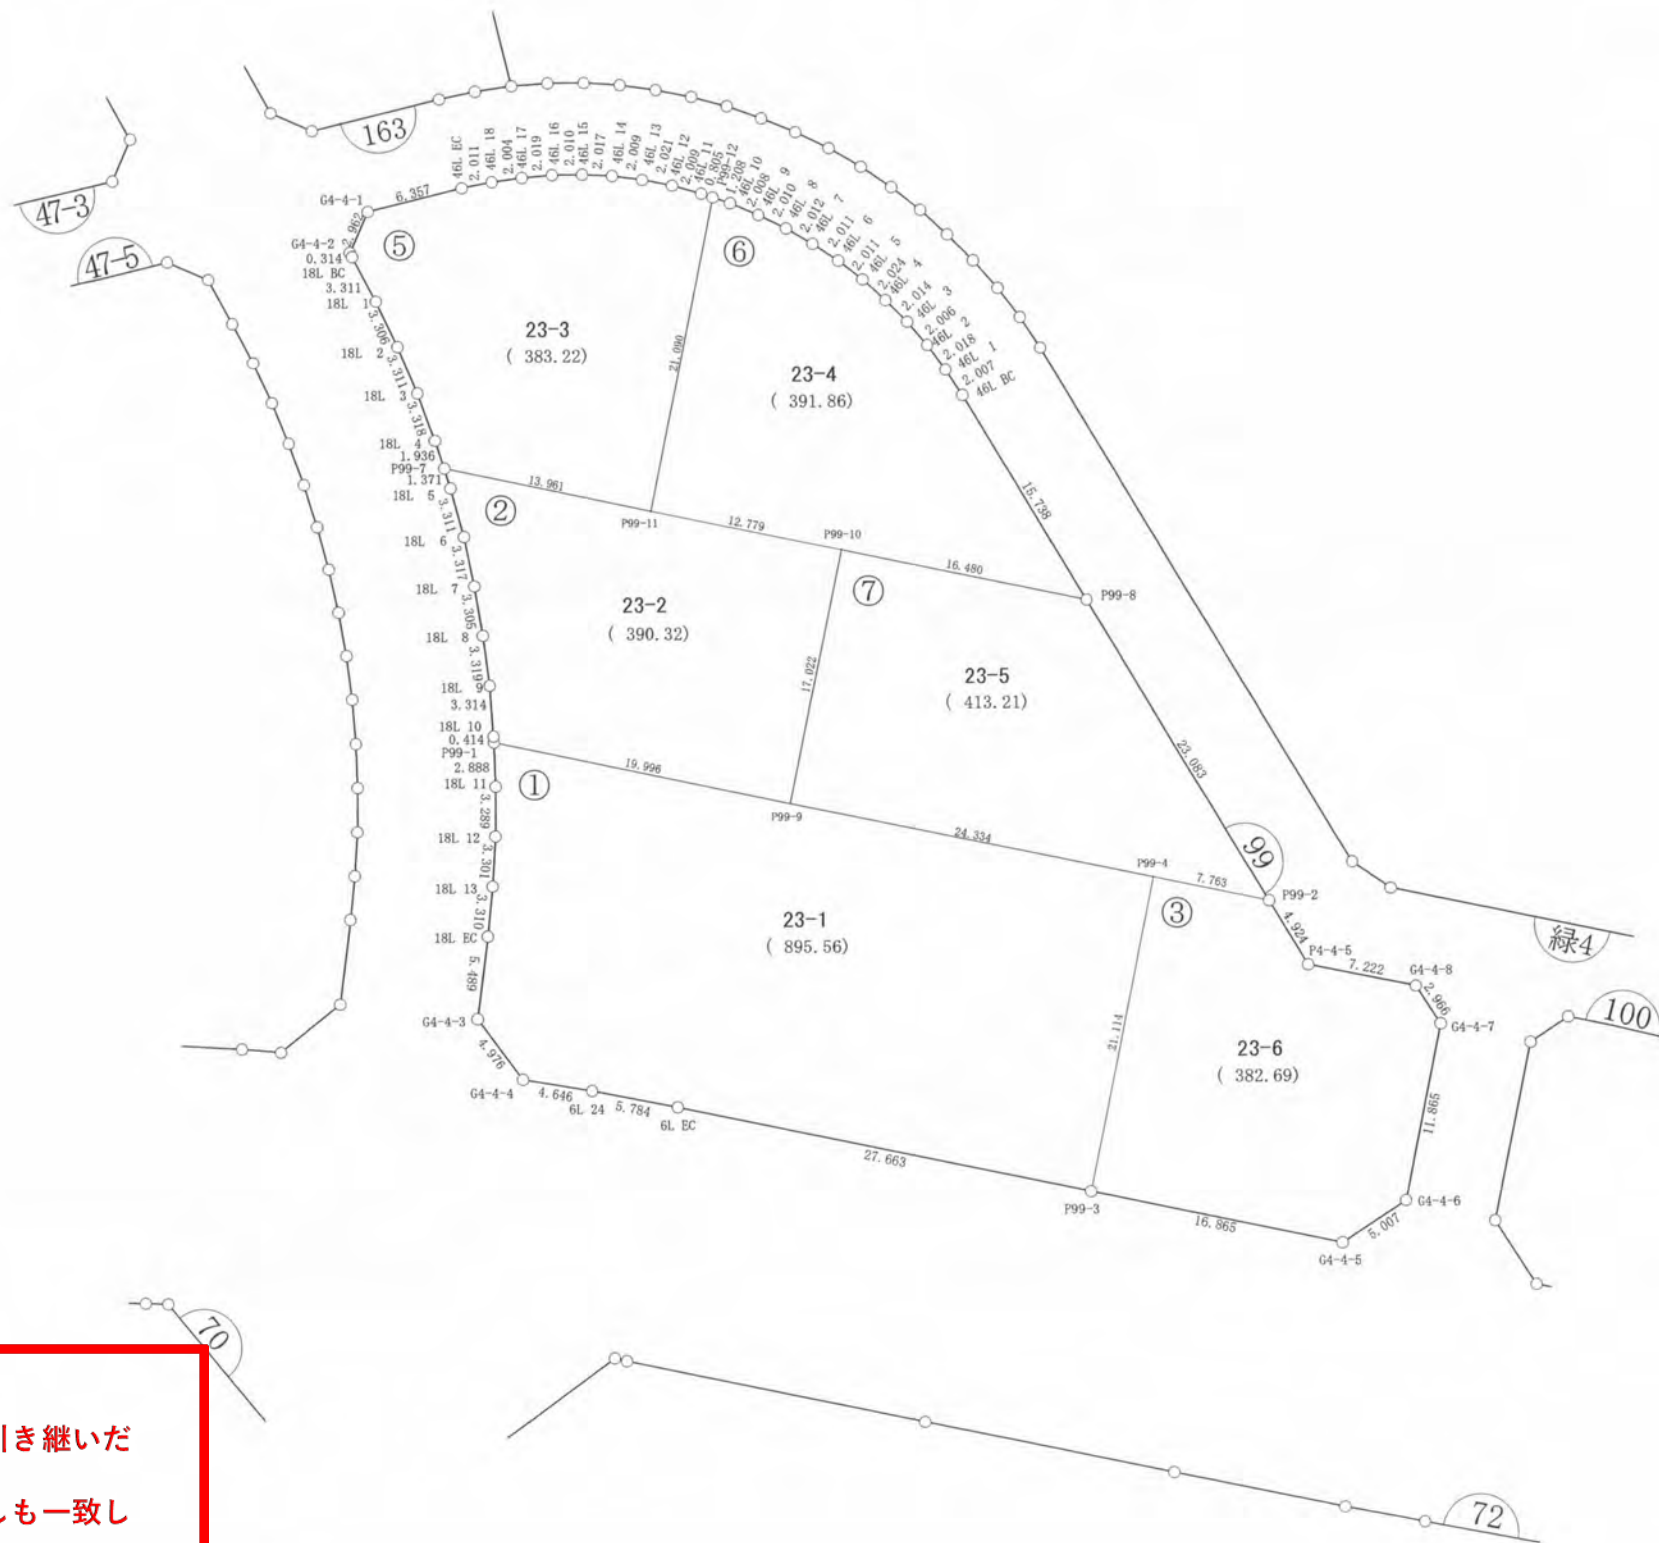 163
47-3
47-5
46L EC
2.011
46L 18
2.004
46L 17
2.019
46L 16
2.010
46L 15
2.017
46L 14
2.009
46L 13
2.021
46L 12
2.009
46L 11
0.805
P99-12
1.208
46L 10
2.008
46L 9
2.010
46L 8
2.012
46L 7
2.011
46L 6
2.011
46L 5
2.024
46L 4
2.014
46L 3
2.006
46L 2
2.018
46L 1
2.007
46L BC
G4-4-1
6.357
2.962
G4-4-2
0.314
18L BC
3.311
18L 1
3.306
18L 2
3.311
18L 3
3.318
18L 4
1.936
P99-7
1.371
18L 5
3.311
18L 6
3.317
18L 7
3.305
18L 8
3.319
18L 9
3.314
18L 10
0.414
P99-1
2.888
18L 11
3.289
18L 12
3.301
18L 13
3.310
18L EC
5.489
G4-4-3
4.976
G4-4-4
4.646
6L 24
5.784
6L EC
27.663
P99-3
16.865
G4-4-5
5.007
G4-4-6
11.865
G4-4-7
2.966
G4-4-8
7.222
P4-4-5
4.924
P99-2
23.083
P99-8
15.738
⑤
⑥
②
⑦
①
③
23-3
( 383.22)
21.090
23-4
( 391.86)
13.961
P99-11
12.779
P99-10
16.480
23-2
( 390.32)
17.022
23-5
( 413.21)
19.996
P99-9
24.334
P99-4
7.763
23-1
( 895.56)
21.114
23-6
( 382.69)
99
緑4
100
70
72
引き継いだ
しも一致し